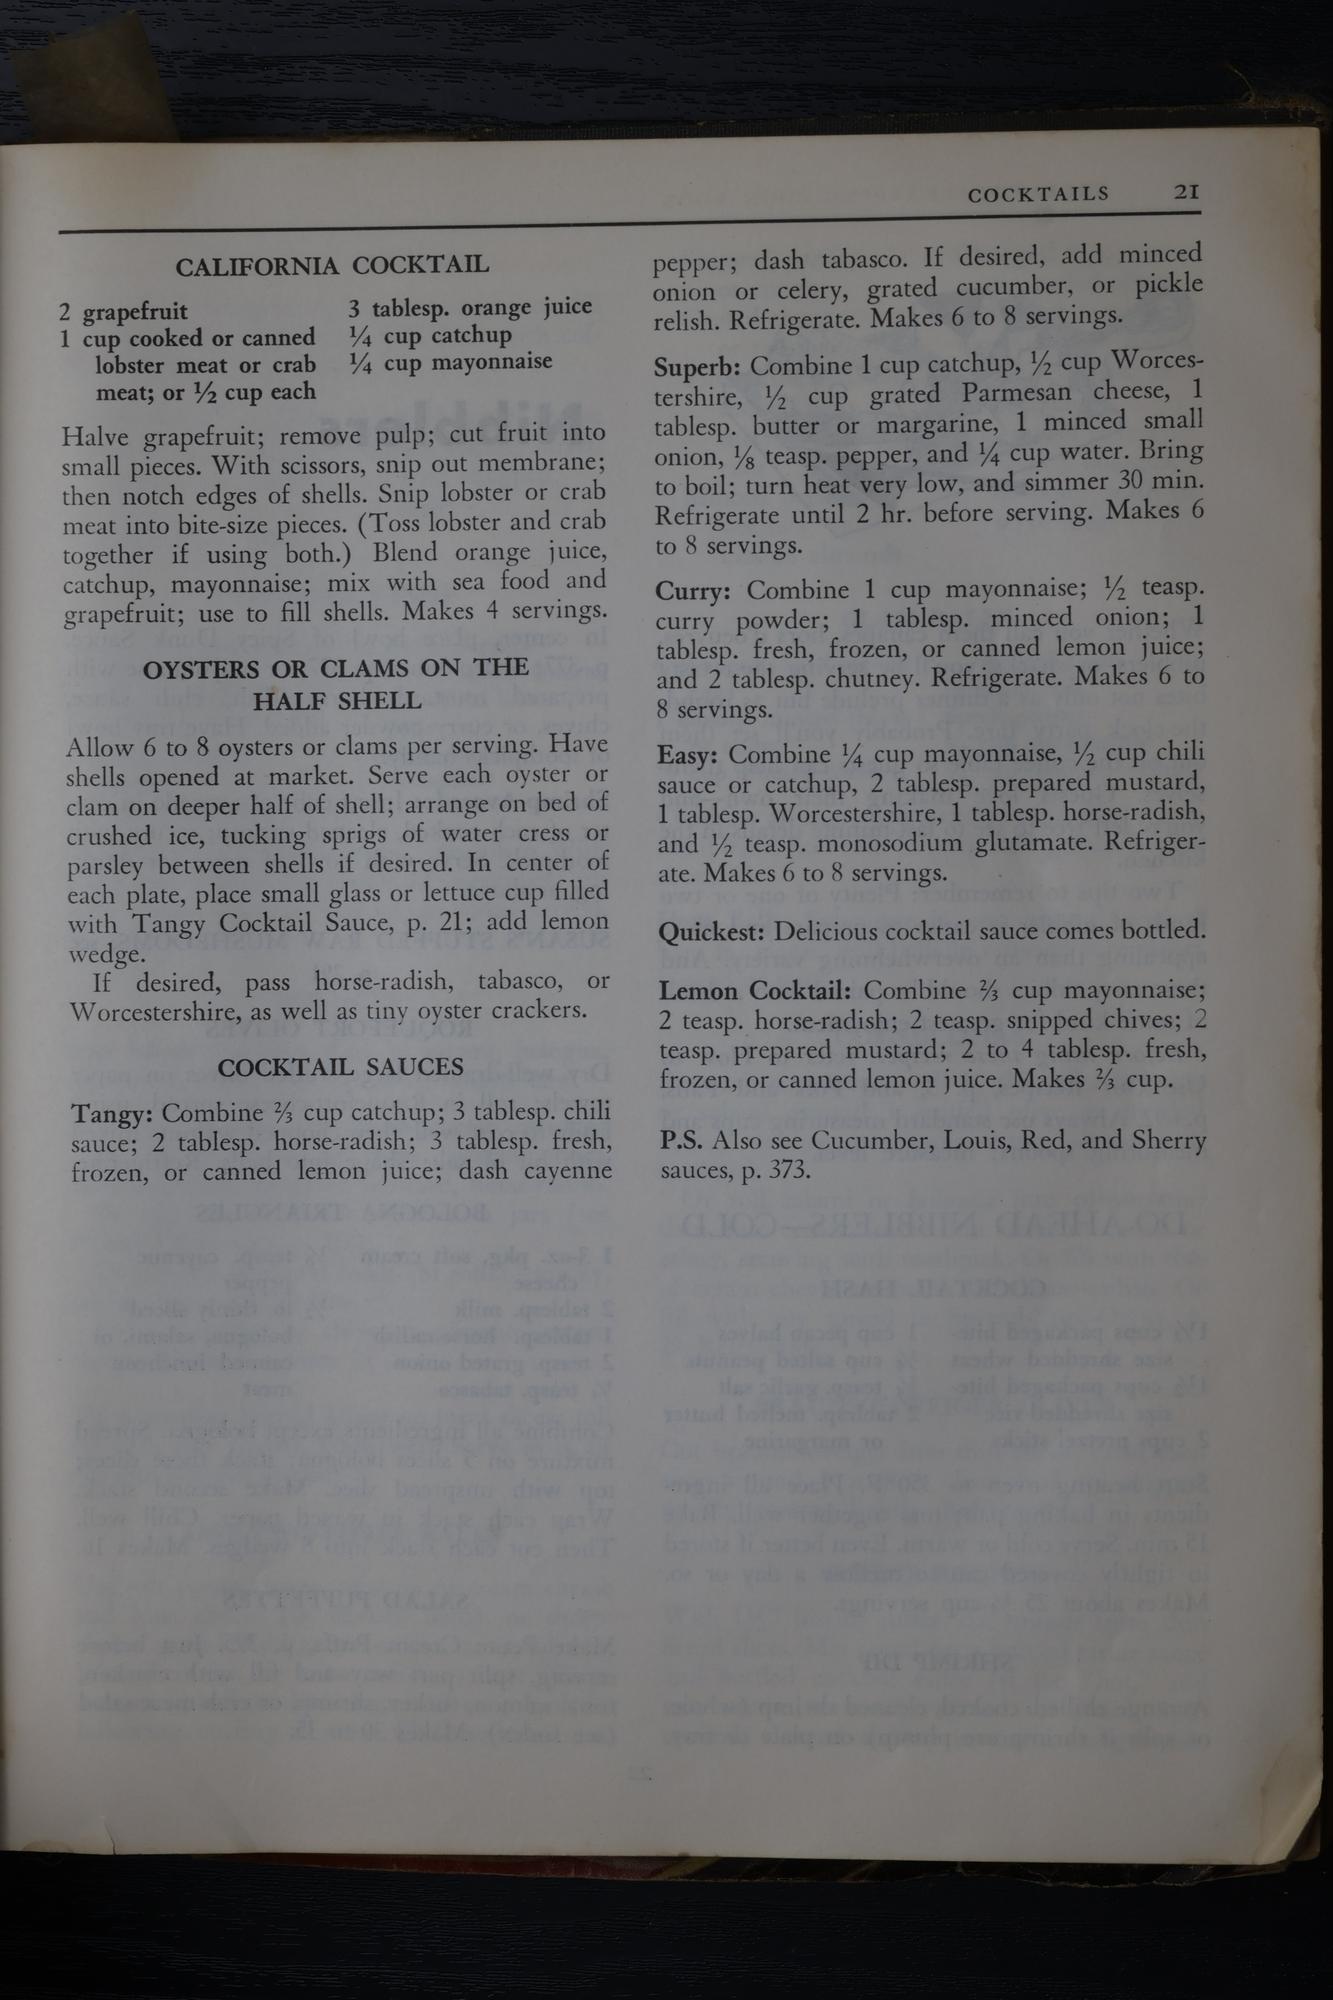 COCKTAILS 21
CALIFORNIA COCKTAIL
2 grapefruit
1 cup cooked or canned
lobster meat or crab
meat; or ½ cup each
3 tablesp. orange juice
¼ cup catchup
¼ cup mayonnaise
Halve grapefruit; remove pulp; cut fruit into
small pieces. With scissors, snip out membrane;
then notch edges of shells. Snip lobster or crab
meat into bite-size pieces. (Toss lobster and crab
together if using both.) Blend orange juice,
catchup, mayonnaise; mix with sea food and
grapefruit; use to fill shells. Makes 4 servings.
OYSTERS OR CLAMS ON THE
HALF SHELL
Allow 6 to 8 oysters or clams per serving. Have
shells opened at market. Serve each oyster or
clam on deeper half of shell; arrange on bed of
crushed ice, tucking sprigs of water cress or
parsley between shells if desired. In center of
each plate, place small glass or lettuce cup filled
with Tangy Cocktail Sauce, p. 21; add lemon
wedge.
If desired, pass horse-radish, tabasco, or
Worcestershire, as well as tiny oyster crackers.
COCKTAIL SAUCES
Tangy: Combine ⅔ cup catchup; 3 tablesp. chili
sauce; 2 tablesp. horse-radish; 3 tablesp. fresh,
frozen, or canned lemon juice; dash cayenne
pepper; dash tabasco. If desired, add minced
onion or celery, grated cucumber, or pickle
relish. Refrigerate. Makes 6 to 8 servings.
Superb: Combine 1 cup catchup, ½ cup Worces-
tershire, ½ cup grated Parmesan cheese, 1
tablesp. butter or margarine, 1 minced small
onion, ⅛ teasp. pepper, and ¼ cup water. Bring
to boil; turn heat very low, and simmer 30 min.
Refrigerate until 2 hr. before serving. Makes 6
to 8 servings.
Curry: Combine 1 cup mayonnaise; ½ teasp.
curry powder; 1 tablesp. minced onion; 1
tablesp. fresh, frozen, or canned lemon juice;
and 2 tablesp. chutney. Refrigerate. Makes 6 to
8 servings.
Easy: Combine ¼ cup mayonnaise, ½ cup chili
sauce or catchup, 2 tablesp. prepared mustard,
1 tablesp. Worcestershire, 1 tablesp. horse-radish,
and ½ teasp. monosodium glutamate. Refriger-
ate. Makes 6 to 8 servings.
Quickest: Delicious cocktail sauce comes bottled.
Lemon Cocktail: Combine ⅔ cup mayonnaise;
2 teasp. horse-radish; 2 teasp. snipped chives; 2
teasp. prepared mustard; 2 to 4 tablesp. fresh,
frozen, or canned lemon juice. Makes ⅔ cup.
P.S. Also see Cucumber, Louis, Red, and Sherry
sauces, p. 373.